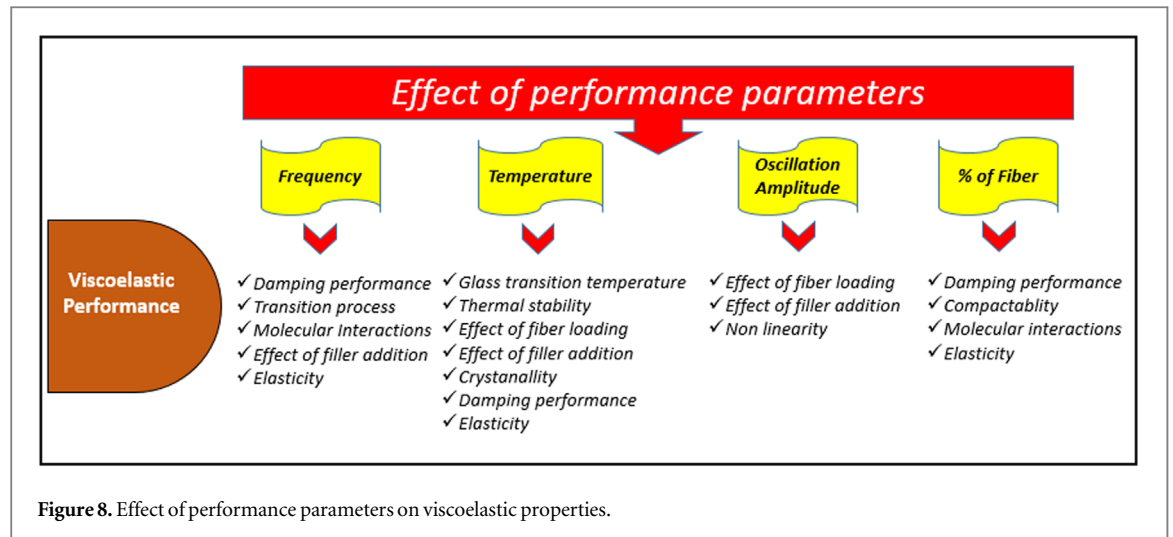 Effect of performance parameters
Frequency
Temperature
Oscillation
Amplitude
% of Fiber
Viscoelastic
Performance
✓Damping performance
✓Transition process
✓Molecular Interactions
✓Effect of filler addition
✓Elasticity
✓Glass transition temperature
✓Thermal stability
✓Effect of fiber loading
✓Effect of filler addition
✓Crystanallity
✓Damping performance
✓Elasticity
✓Effect of fiber loading
✓Effect of filler addition
✓Non linearity
✓Damping performance
✓Compactablity
✓Molecular interactions
✓Elasticity
Figure 8. Effect of performance parameters on viscoelastic properties.